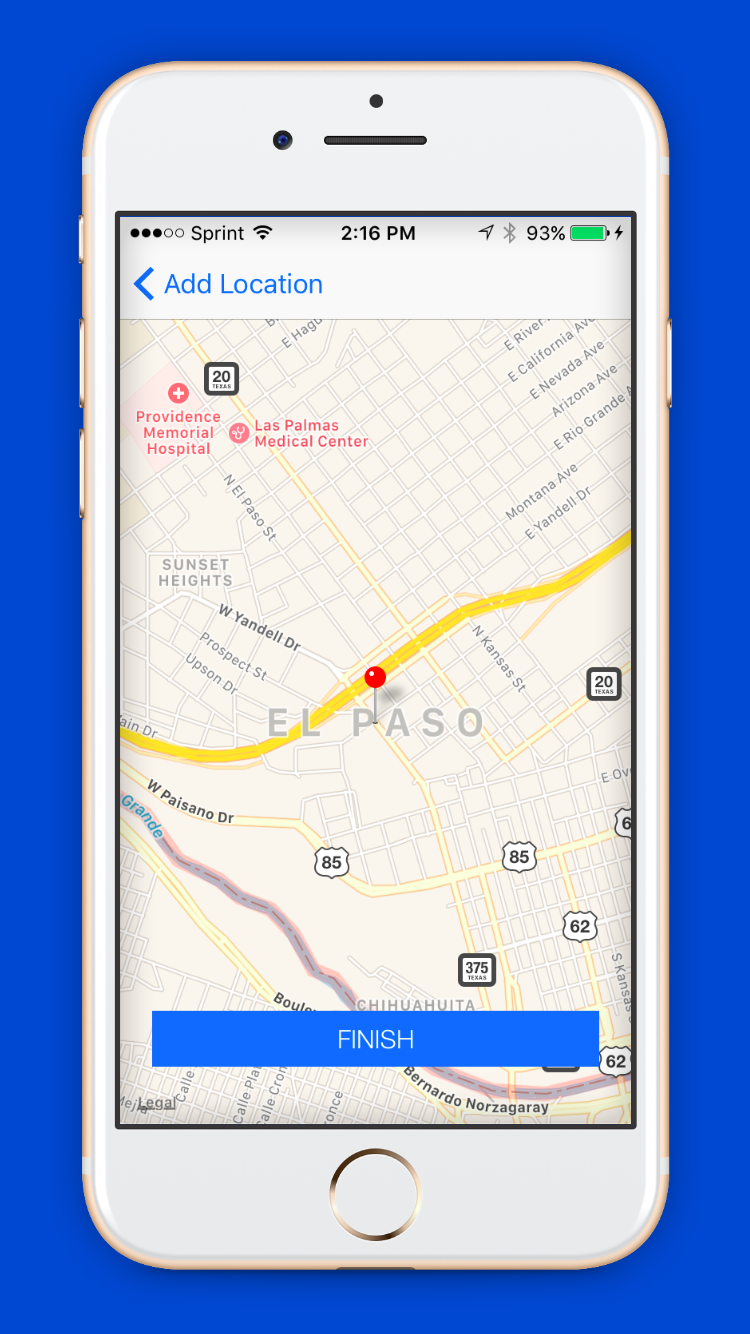 Sprint
2:16 PM
93%
Add Location
E Hagu
E River
E California Ave
E Nevada Ave
Arizona Ave
E Rio Grande A
20
TEXAS
Providence
Memorial
Hospital
Las Palmas
Medical Center
N El Paso St
Montana Ave
E Yandell Dr
SUNSET
HEIGHTS
W Yandell Dr
Prospect St
Upson Dr
N Kansas St
20
TEXAS
EL PASO
ain Dr
E Ov
W Paisano Dr
Grande
6
85
85
62
375
TEXAS
S Kansas
Boule
CHIHUAHUITA
FINISH
62
Bernardo Norzagaray
Calle
Calle Pla
Calle Cron
once
Legal